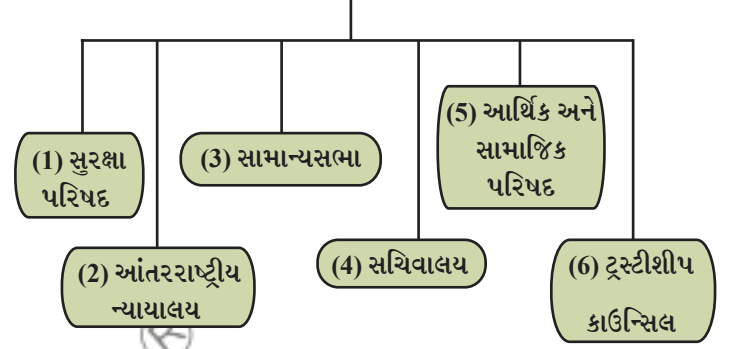 (1) સુરક્ષા
પરિષદ
(2) આંતરરાષ્ટ્રીય
ન્યાયાલય
(3) સામાન્યસભા
(4) સચિવાલય
(5) આર્થિક અને
સામાજિક
પરિષદ
(6) ટ્રસ્ટીશીપ
કાઉન્સિલ